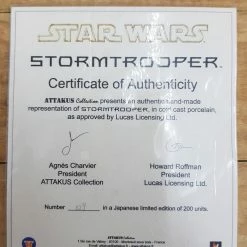 STAR WARS
STORMTROOPER
Certificate of Authenticity
ATTAKUS Collection presents an authentic hand-made
representation of STORMTROOPER, in cold cast porcelain,
as approved by Lucas Licensing Ltd.
Agnès Charvier Howard Roffman
President President
ATTAKUS Collection Lucas Licensing Ltd.
Number in a Japanese limited edition of 200 units.
ATTAKUS Collection